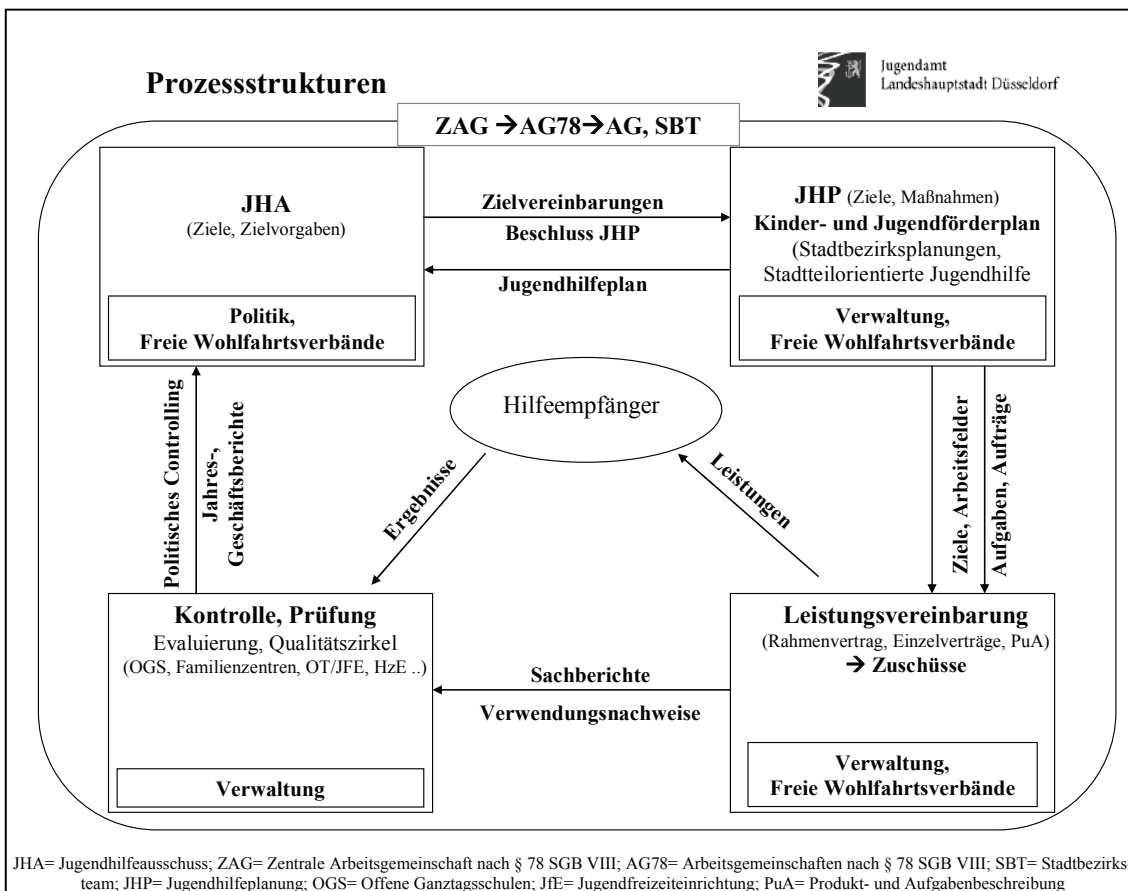 Prozessstrukturen
Jugendamt
Landeshauptstadt Düsseldorf
ZAG → AG78 → AG, SBT
JHA
(Ziele, Zielvorgaben)
Politik,
Freie Wohlfahrtsverbände
Zielvereinbarungen
Beschluss JHP
Jugendhilfeplan
JHP (Ziele, Maßnahmen)
Kinder- und Jugendförderplan
(Stadtbezirksplanungen,
Stadtteilorientierte Jugendhilfe
Verwaltung,
Freie Wohlfahrtsverbände
Hilfeempfänger
Politisches Controlling
Jahres-,
Geschäftsberichte
Ergebnisse
Leistungen
Ziele, Arbeitsfelder
Aufgaben, Aufträge
Kontrolle, Prüfung
Evaluierung, Qualitätszirkel
(OGS, Familienzentren, OT/JFE, HzE ..)
Verwaltung
Sachberichte
Verwendungsnachweise
Leistungsvereinbarung
(Rahmenvertrag, Einzelverträge, PuA)
→ Zuschüsse
Verwaltung,
Freie Wohlfahrtsverbände
JHA= Jugendhilfeausschuss; ZAG= Zentrale Arbeitsgemeinschaft nach § 78 SGB VIII; AG78= Arbeitsgemeinschaften nach § 78 SGB VIII; SBT= Stadtbezirks-
team; JHP= Jugendhilfeplanung; OGS= Offene Ganztagsschulen; JfE= Jugendfreizeiteinrichtung; PuA= Produkt- und Aufgabenbeschreibung